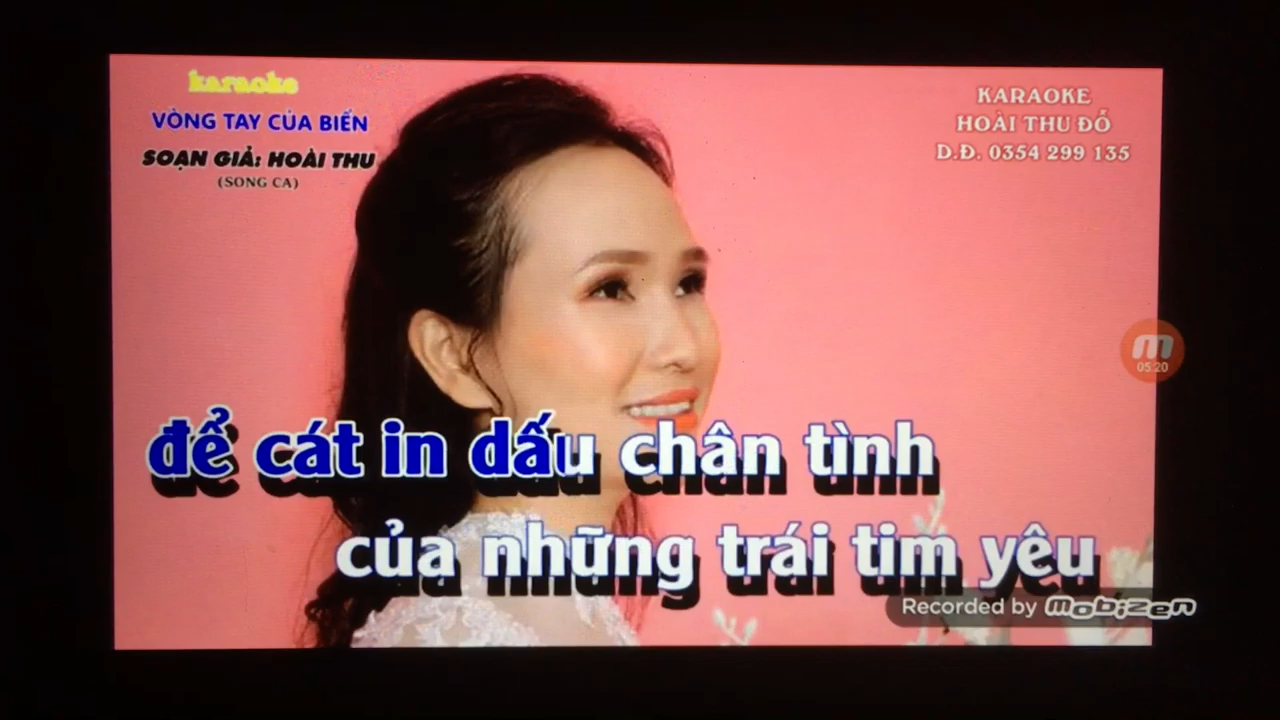 karaoke
VÒNG TAY CỦA BIỂN
SOẠN GIẢ: HOÀI THU
(SONG CA)
KARAOKE
HOÀI THU ĐỖ
D.Đ. 0354 299 135
m
05:20
để cát in dấu chân tình
của những trái tim yêu
Recorded by mobizen